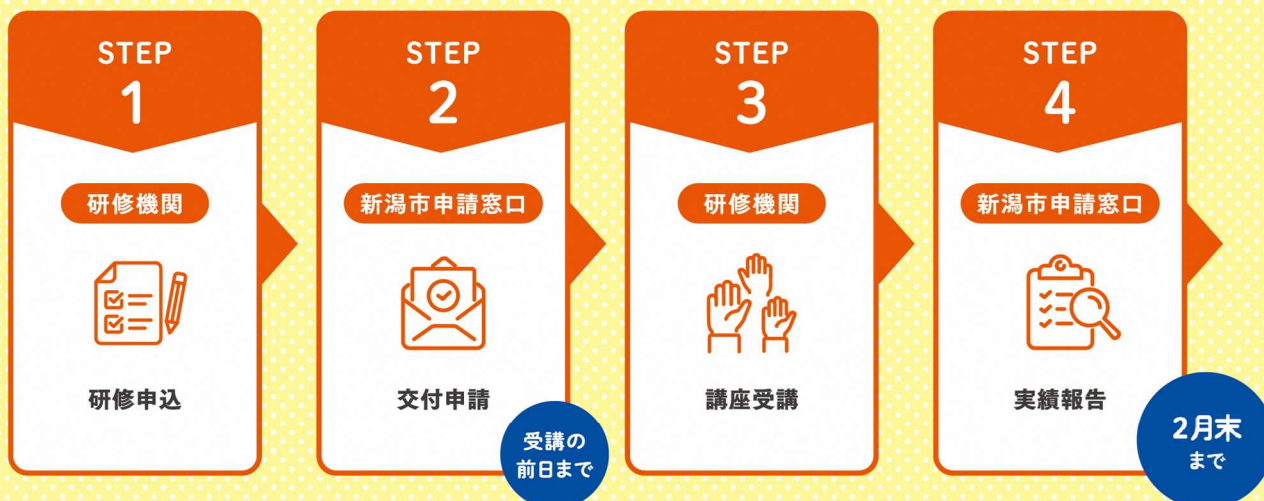 STEP
1
研修機関
研修申込
STEP
2
新潟市申請窓口
交付申請
受講の
前日まで
STEP
3
研修機関
講座受講
STEP
4
新潟市申請窓口
実績報告
2月末
まで